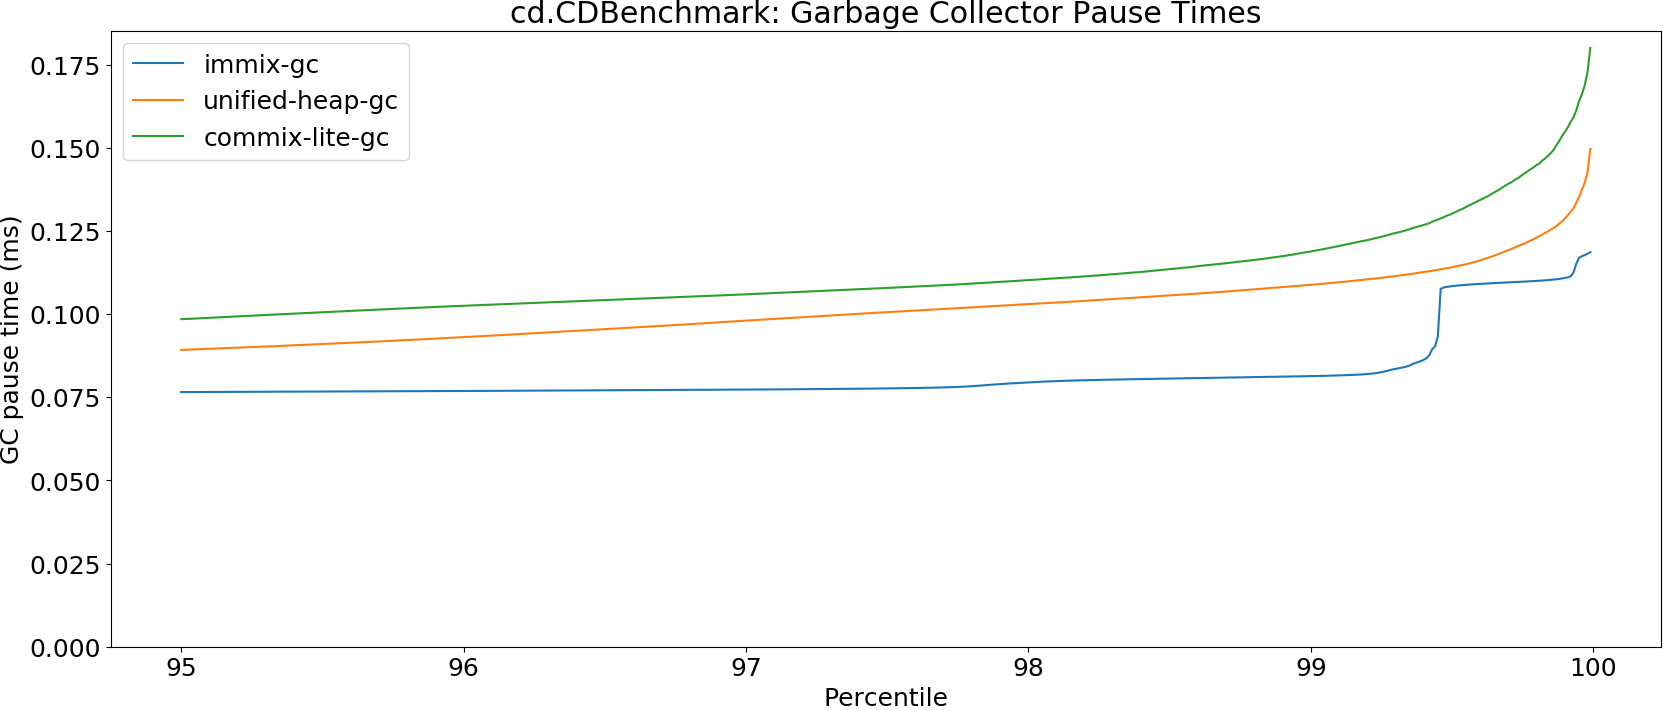 cd.CDBenchmark: Garbage Collector Pause Times
immix-gc
unified-heap-gc
commix-lite-gc
GC pause time (ms)
0.175
0.150
0.125
0.100
0.075
0.050
0.025
0.000
95 96 97 98 99 100
Percentile